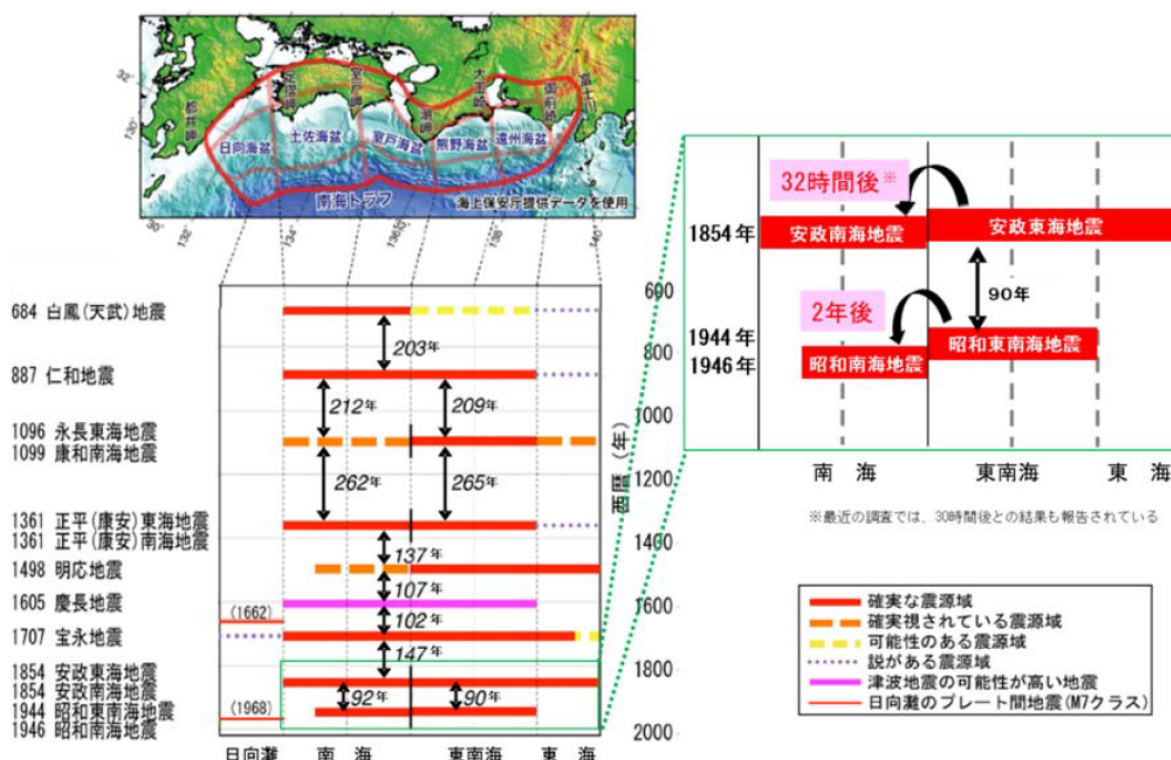 32°
130°
都井岬
足摺岬
室戸岬
潮岬
大王崎
御前崎
富士川
日向海盆
土佐海盆
室戸海盆
熊野海盆
遠州海盆
南海トラフ
海上保安庁提供データを使用
30°
132°
134°
136°
138°
140°
684 白鳳(天武)地震
887 仁和地震
1096 永長東海地震
1099 康和南海地震
1361 正平(康安)東海地震
1361 正平(康安)南海地震
1498 明応地震
1605 慶長地震
1707 宝永地震
1854 安政東海地震
1854 安政南海地震
1944 昭和東南海地震
1946 昭和南海地震
203年
212年
209年
262年
265年
137年
107年
102年
147年
92年
90年
(1662)
(1968)
600
800
1000
1200
1400
1600
1800
2000
西暦(年)
日向灘
南 海
東南海
東 海
32時間後※
1854年
安政南海地震
安政東海地震
90年
2年後
1944年
1946年
昭和東南海地震
昭和南海地震
南 海
東南海
東 海
※最近の調査では、30時間後との結果も報告されている
確実な震源域
確実視されている震源域
可能性のある震源域
説がある震源域
津波地震の可能性が高い地震
日向灘のプレート間地震(M7クラス)